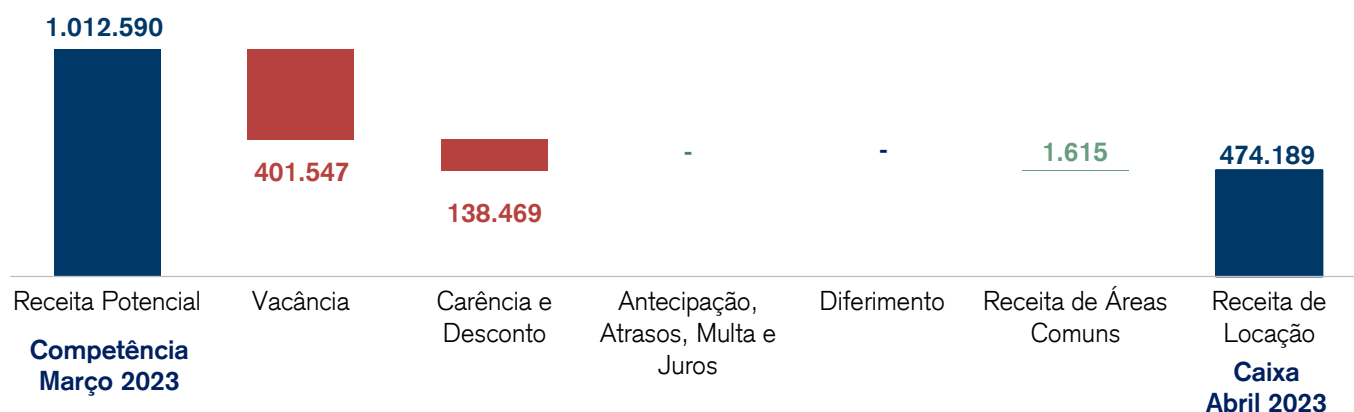 1.012.590
401.547
138.469
-
-
1.615
474.189
Receita Potencial
Competência
Março 2023
Vacância
Carência e
Desconto
Antecipação,
Atrasos, Multa e
Juros
Diferimento
Receita de Áreas
Comuns
Receita de
Locação
Caixa
Abril 2023